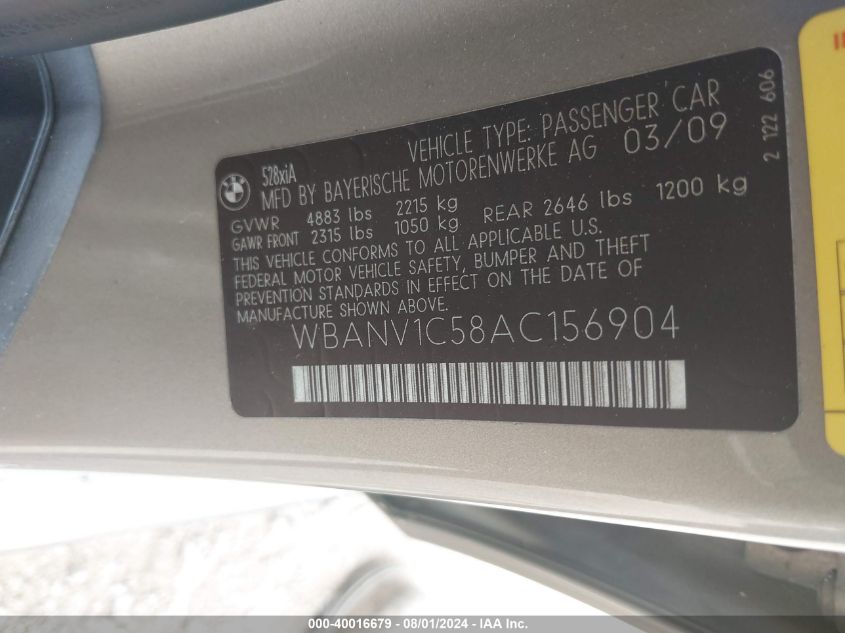 528xiA
VEHICLE TYPE: PASSENGER CAR
MFD BY BAYERISCHE MOTORENWERKE AG 03/09
GVWR 4883 lbs 2215 kg
GAWR FRONT 2315 lbs 1050 kg REAR 2646 lbs 1200 kg
THIS VEHICLE CONFORMS TO ALL APPLICABLE U.S.
FEDERAL MOTOR VEHICLE SAFETY, BUMPER AND THEFT
PREVENTION STANDARDS IN EFFECT ON THE DATE OF
MANUFACTURE SHOWN ABOVE.
WBANV1C58AC156904
2 122 606
000-40016679 - 08/01/2024 - IAA Inc.